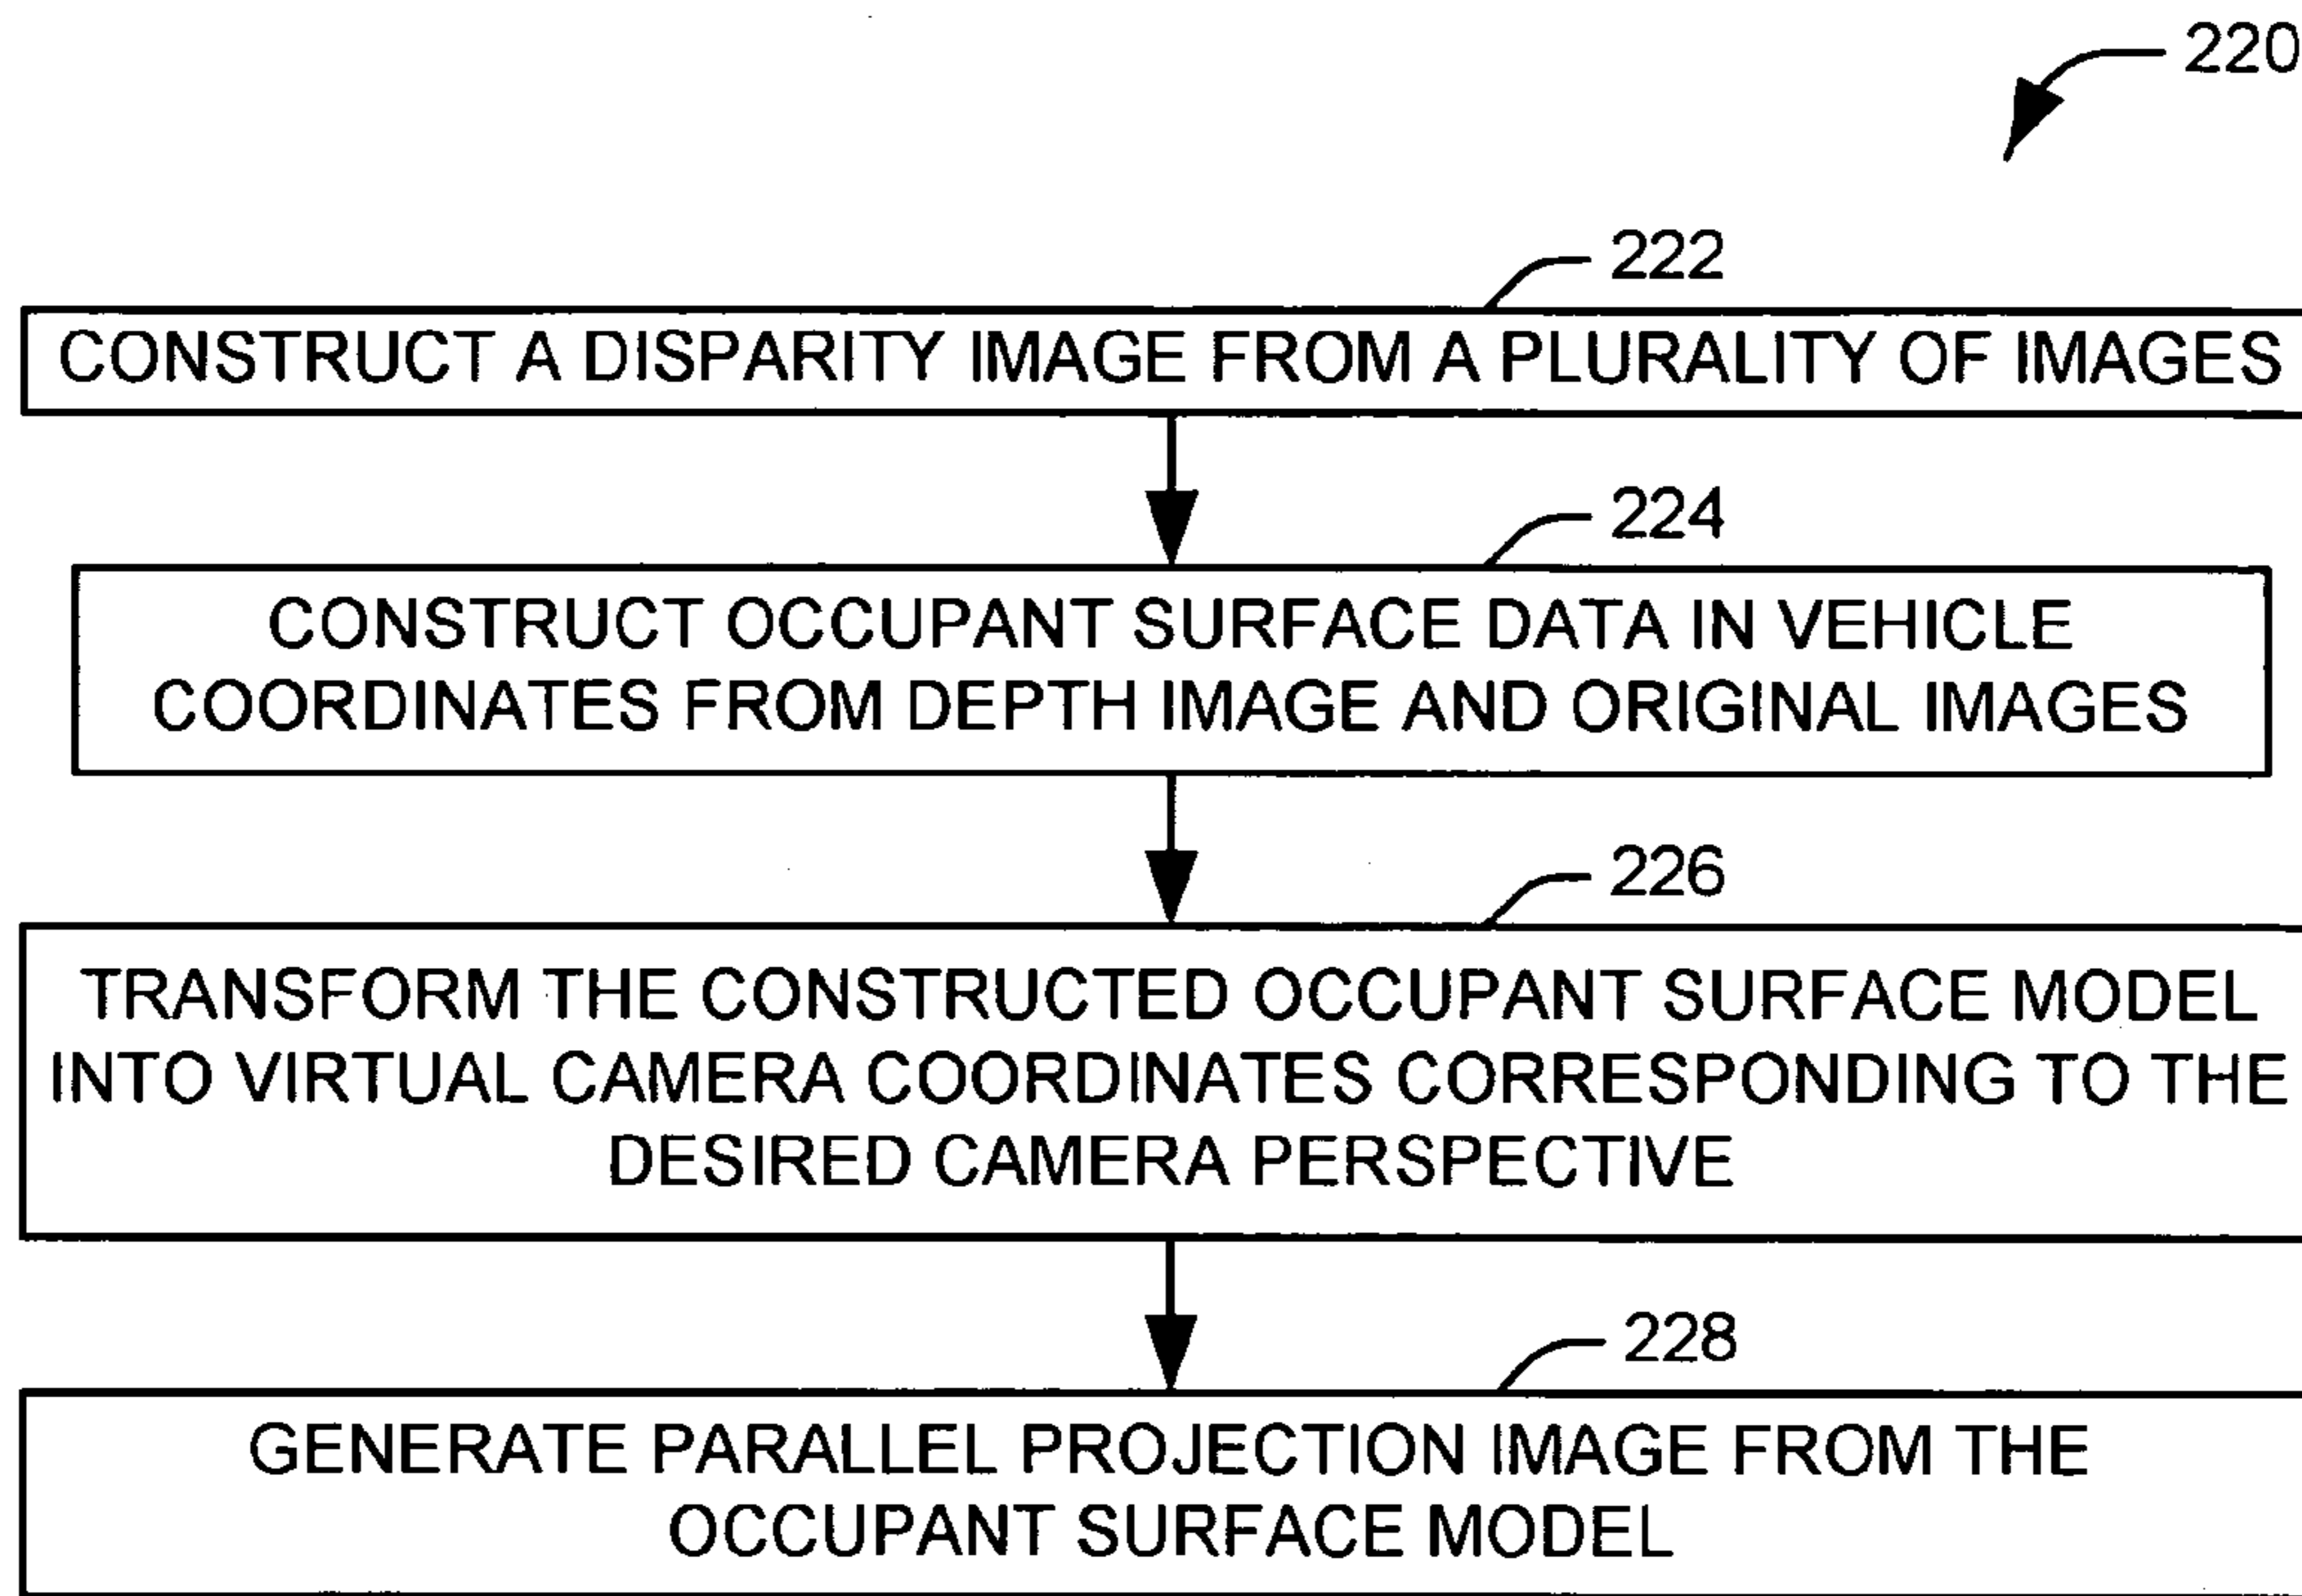 220
222
CONSTRUCT A DISPARITY IMAGE FROM A PLURALITY OF IMAGES
224
CONSTRUCT OCCUPANT SURFACE DATA IN VEHICLE
COORDINATES FROM DEPTH IMAGE AND ORIGINAL IMAGES
226
TRANSFORM THE CONSTRUCTED OCCUPANT SURFACE MODEL
INTO VIRTUAL CAMERA COORDINATES CORRESPONDING TO THE
DESIRED CAMERA PERSPECTIVE
228
GENERATE PARALLEL PROJECTION IMAGE FROM THE
OCCUPANT SURFACE MODEL